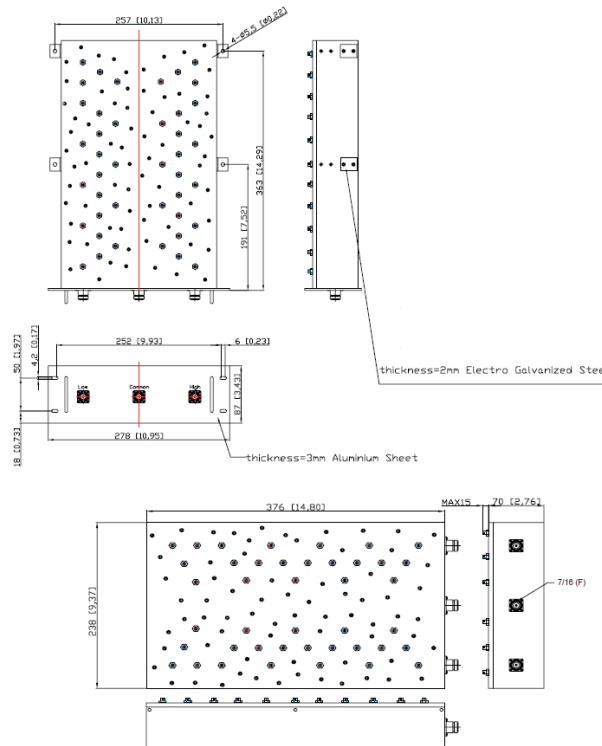 257 [10,13]
4-ø5,5 [ø0,22]
363 [14,29]
191 [7,52]
thickness=2mm Electro Galvanized Stee
252 [9,93]
6 [0,23]
50 [1,97]
4,2 [0,17]
Low
Common
High
87 [3,43]
18 [0,73]
278 [10,95]
thickness=3mm Aluminium Sheet
376 [14,80]
MAX15
70 [2,76]
238 [9,37]
7/16 (F)